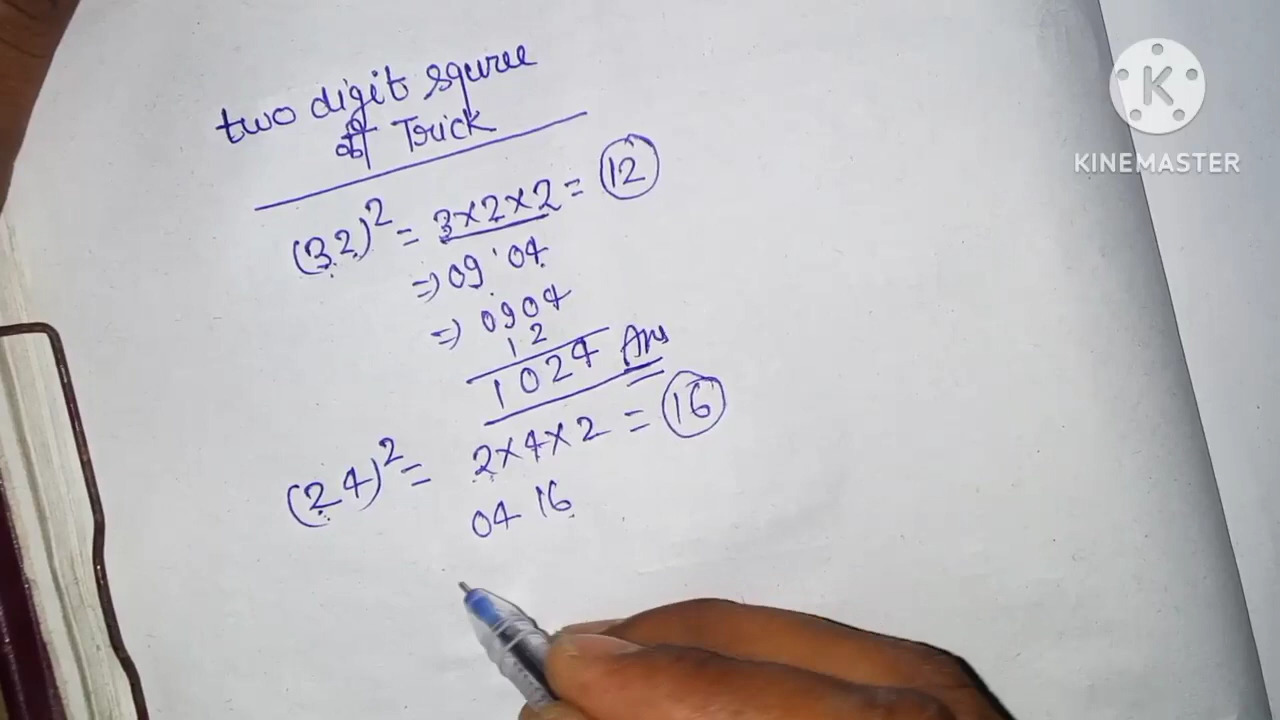 two digit squree
की Trick
(32)² = 3×2×2 = 12
⇒ 09 ' 04
⇒ 0904
12
1024 Ans
(24)² = 2×4×2 = 16
04 16
K
KINEMASTER